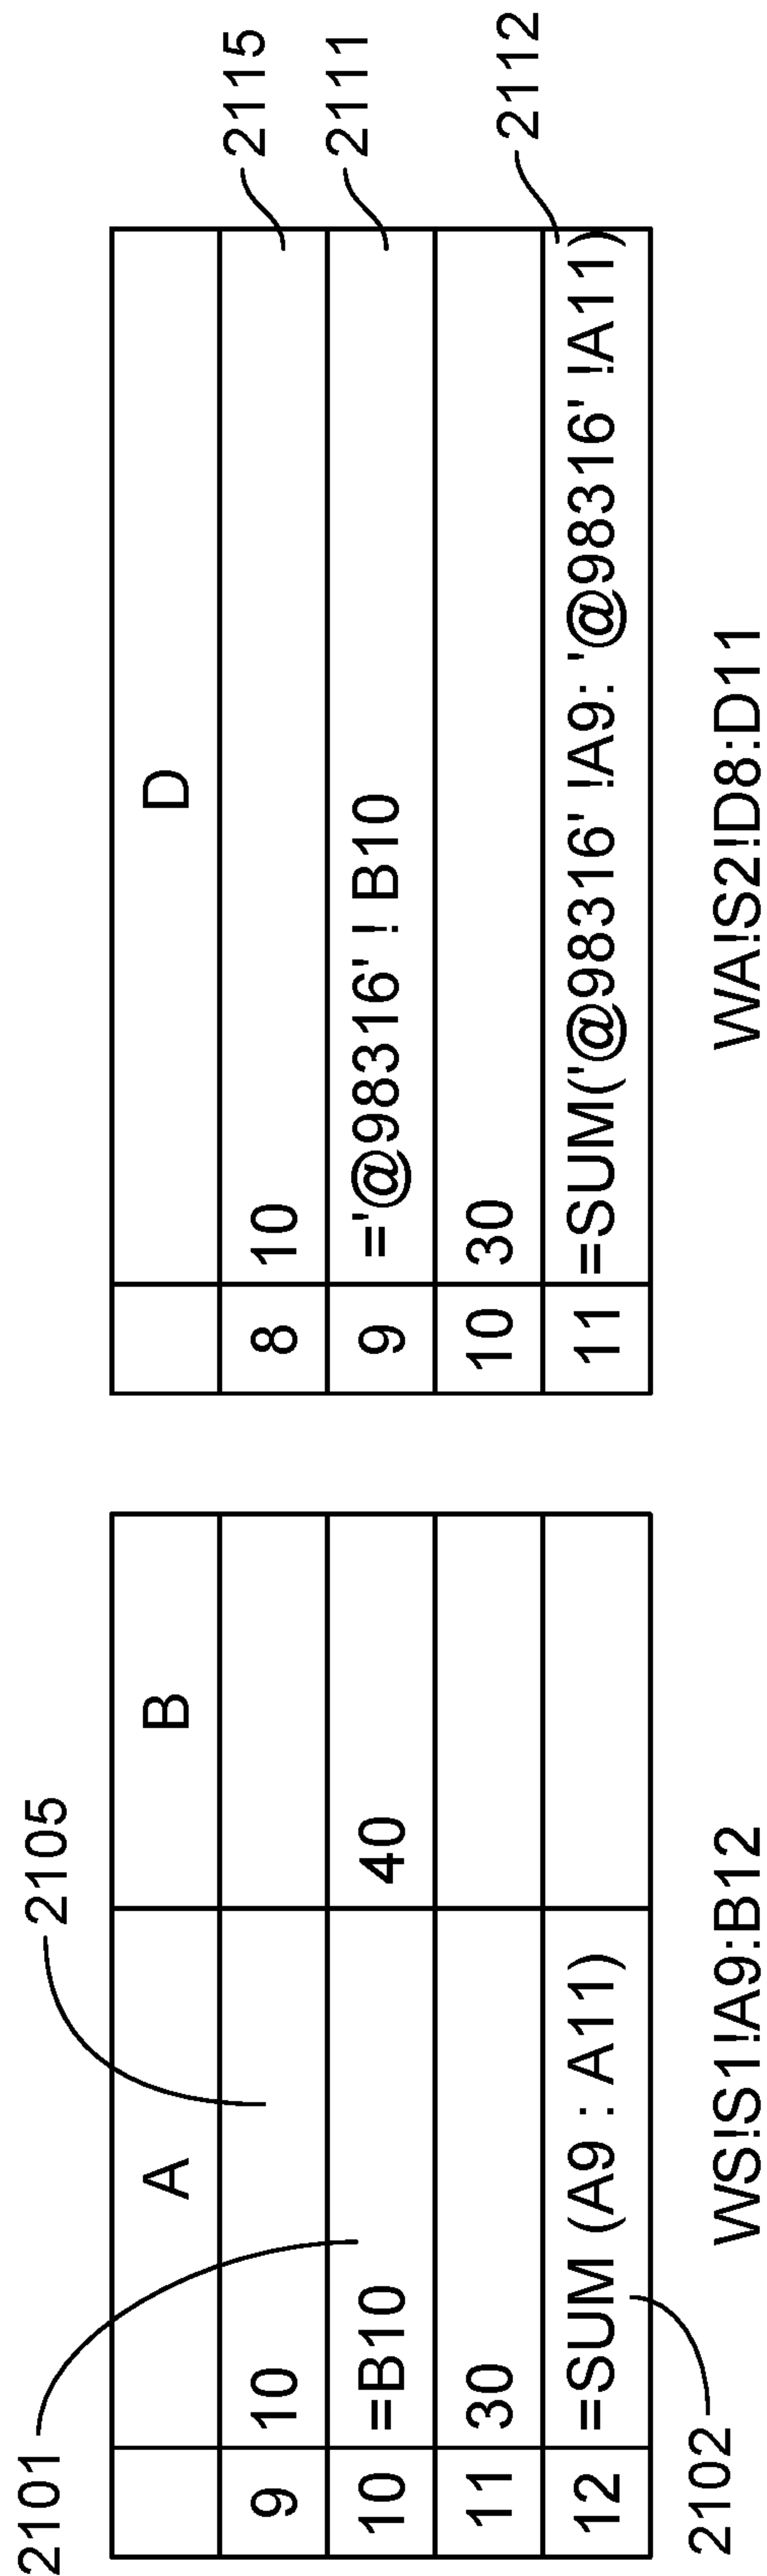 2101
2105
A
B
9
10
10
=B10
40
11
30
12
=SUM (A9 : A11)
2102
WS!S1!A9:B12
D
8
10
2115
9
='@98316' ! B10
2111
10
30
11
=SUM('@98316' !A9: '@98316' !A11)
2112
WA!S2!D8:D11